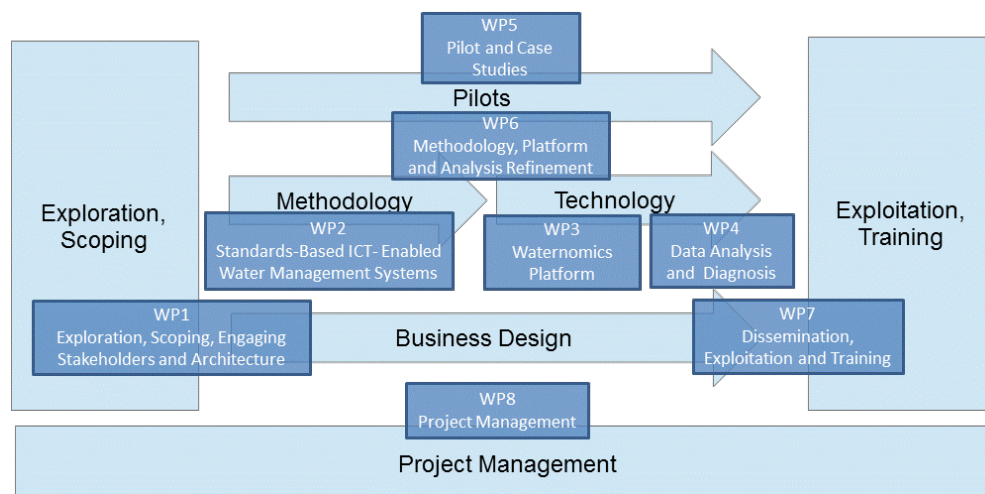 WP5
Pilot and Case
Studies
Pilots
WP6
Methodology, Platform
and Analysis Refinement
Exploration,
Scoping
Methodology
Technology
Exploitation,
Training
WP2
Standards-Based ICT- Enabled
Water Management Systems
WP3
Waternomics
Platform
WP4
Data Analysis
and Diagnosis
WP1
Exploration, Scoping, Engaging
Stakeholders and Architecture
Business Design
WP7
Dissemination,
Exploitation and Training
WP8
Project Management
Project Management